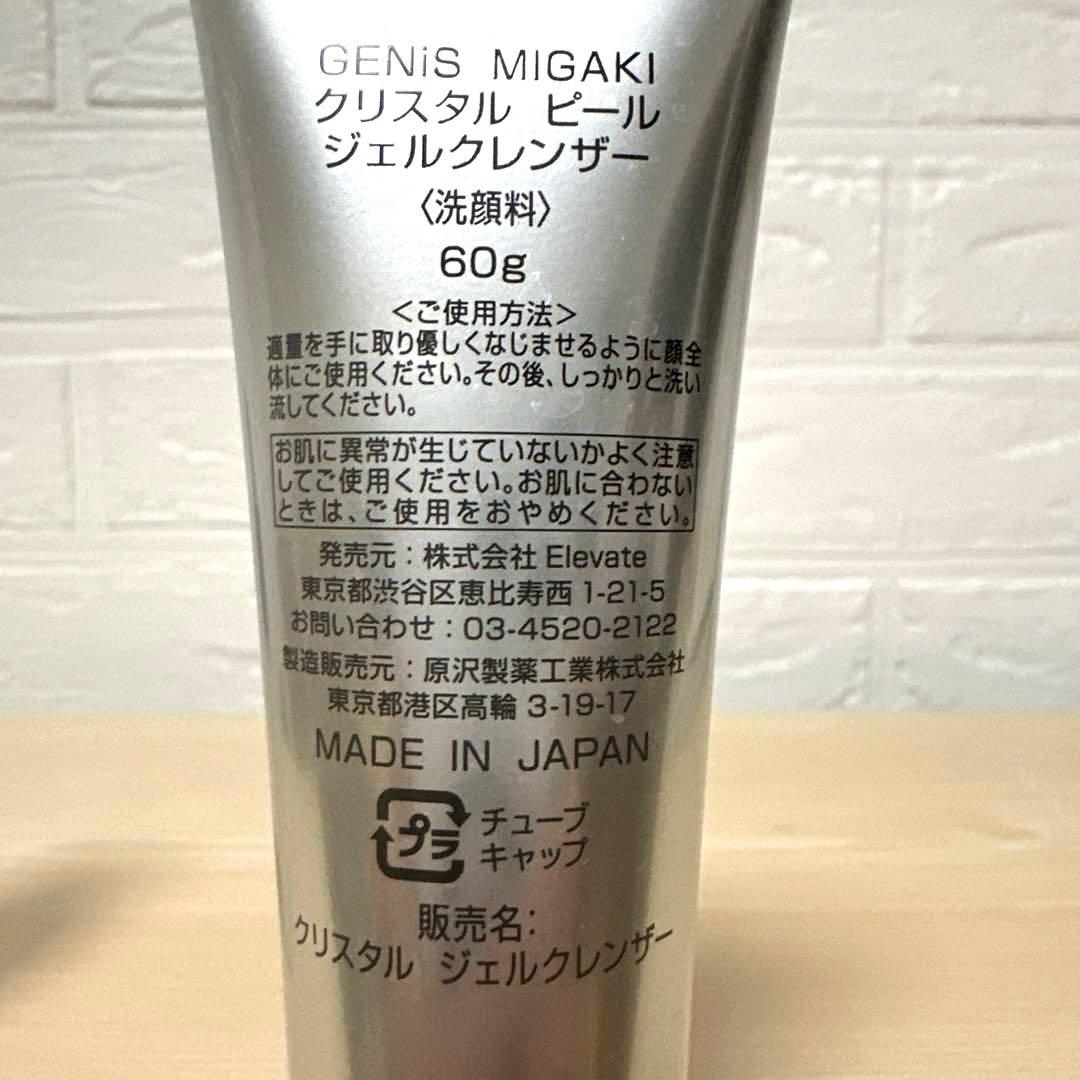 GENiS MIGAKI
クリスタル ピール
ジェルクレンザー
〈洗顔料〉
60g
＜ご使用方法＞
適量を手に取り優しくなじませるように顔全
体にご使用ください。その後、しっかりと洗い
流してください。
お肌に異常が生じていないかよく注意
してご使用ください。お肌に合わない
ときは、ご使用をおやめください。
発売元：株式会社 Elevate
東京都渋谷区恵比寿西 1-21-5
お問い合わせ：03-4520-2122
製造販売元：原沢製薬工業株式会社
東京都港区高輪 3-19-17
MADE IN JAPAN
プラ チューブ
キャップ
販売名：
クリスタル ジェルクレンザー